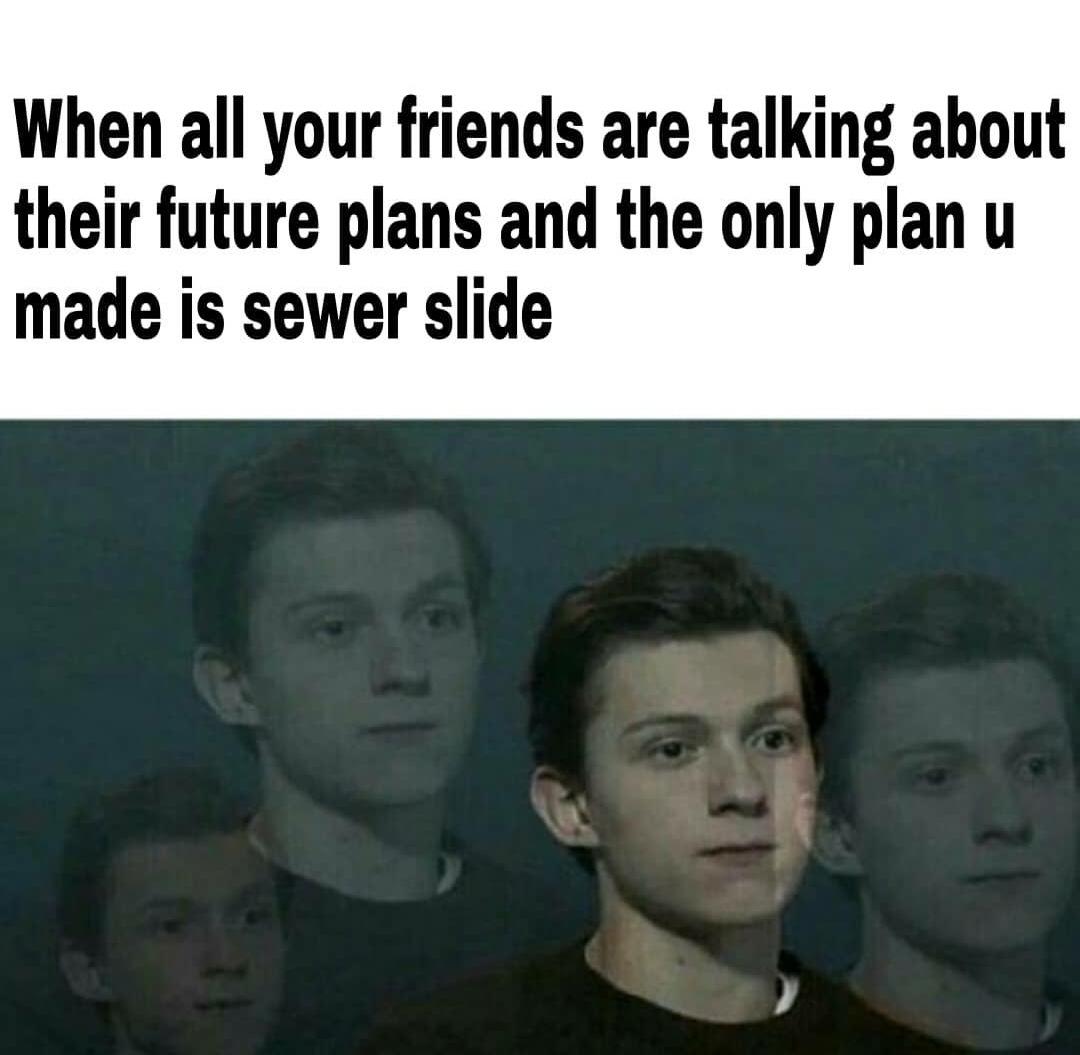 When all your friends are talking about
their future plans and the only plan u
made is sewer slide